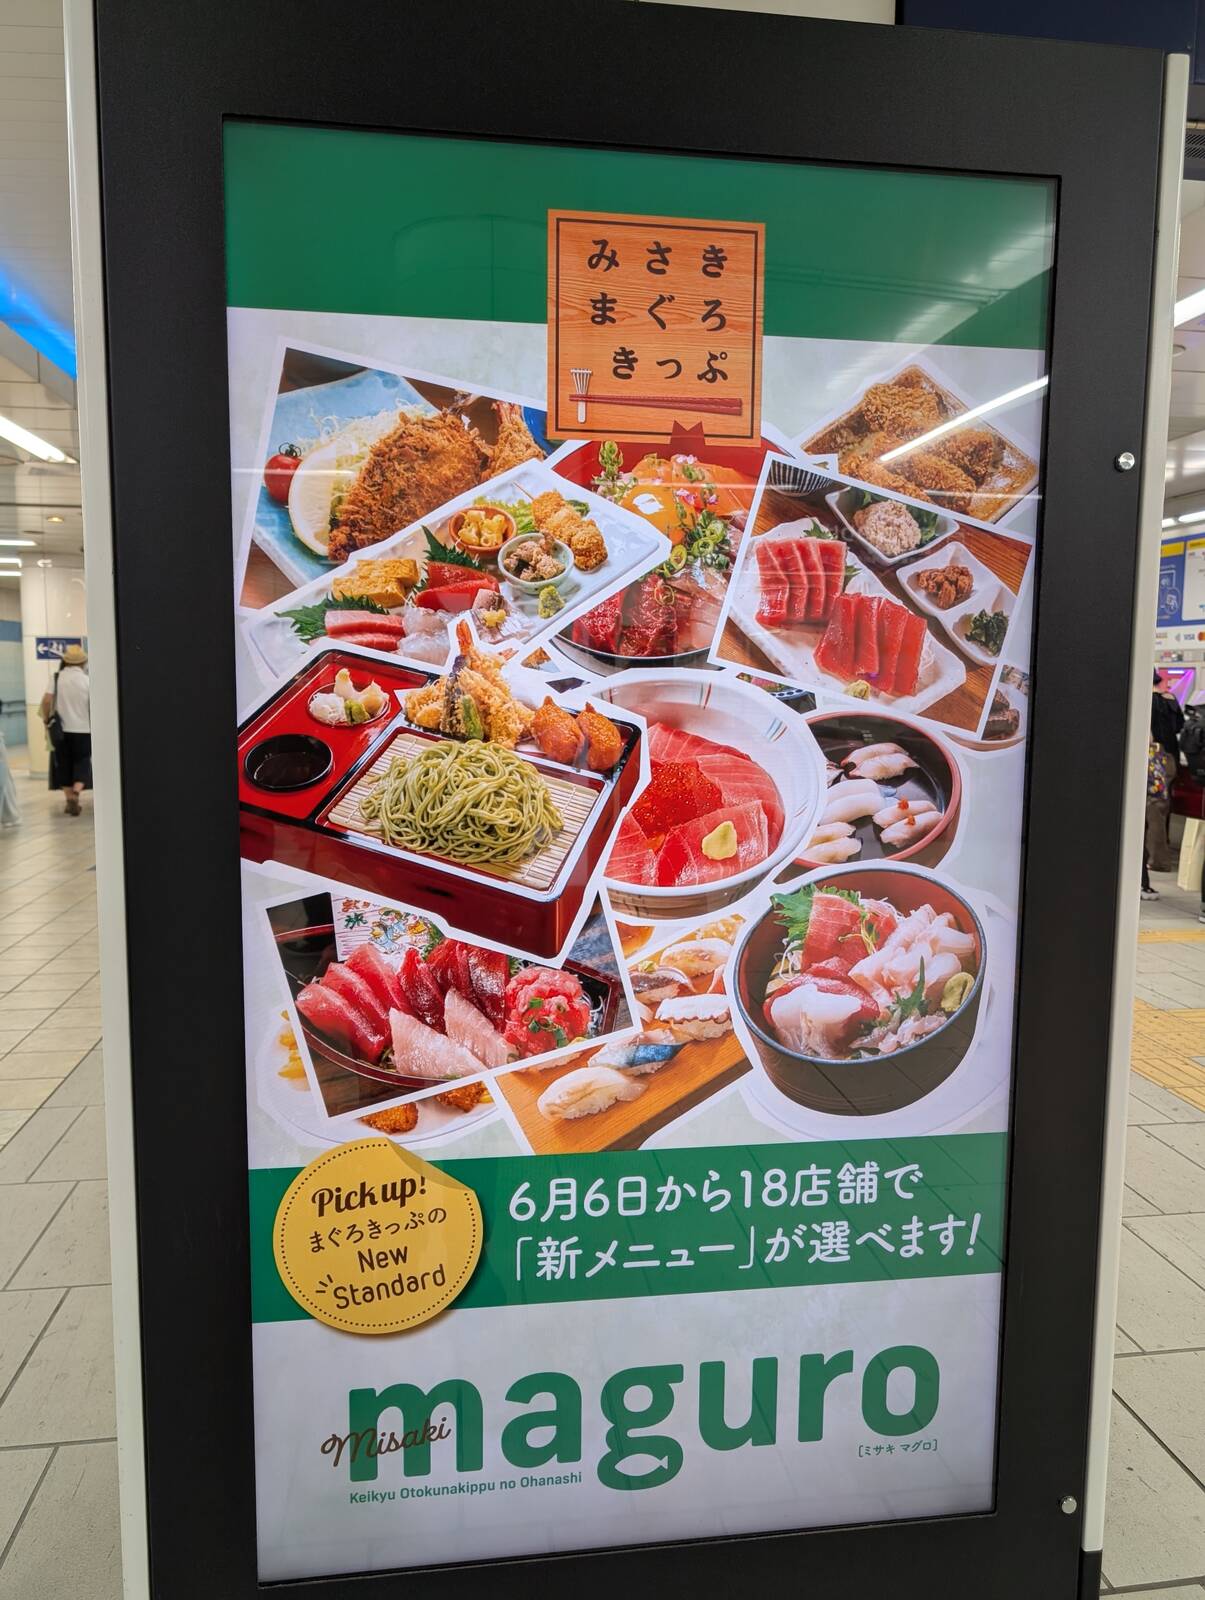 みさき
まぐろ
きっぷ
Pick up!
まぐろきっぷの
New
Standard
6月6日から18店舗で
「新メニュー」が選べます!
maguro
Misaki
[ミサキ マグロ]
Keikyu Otokunakippu no Ohanashi
VISA